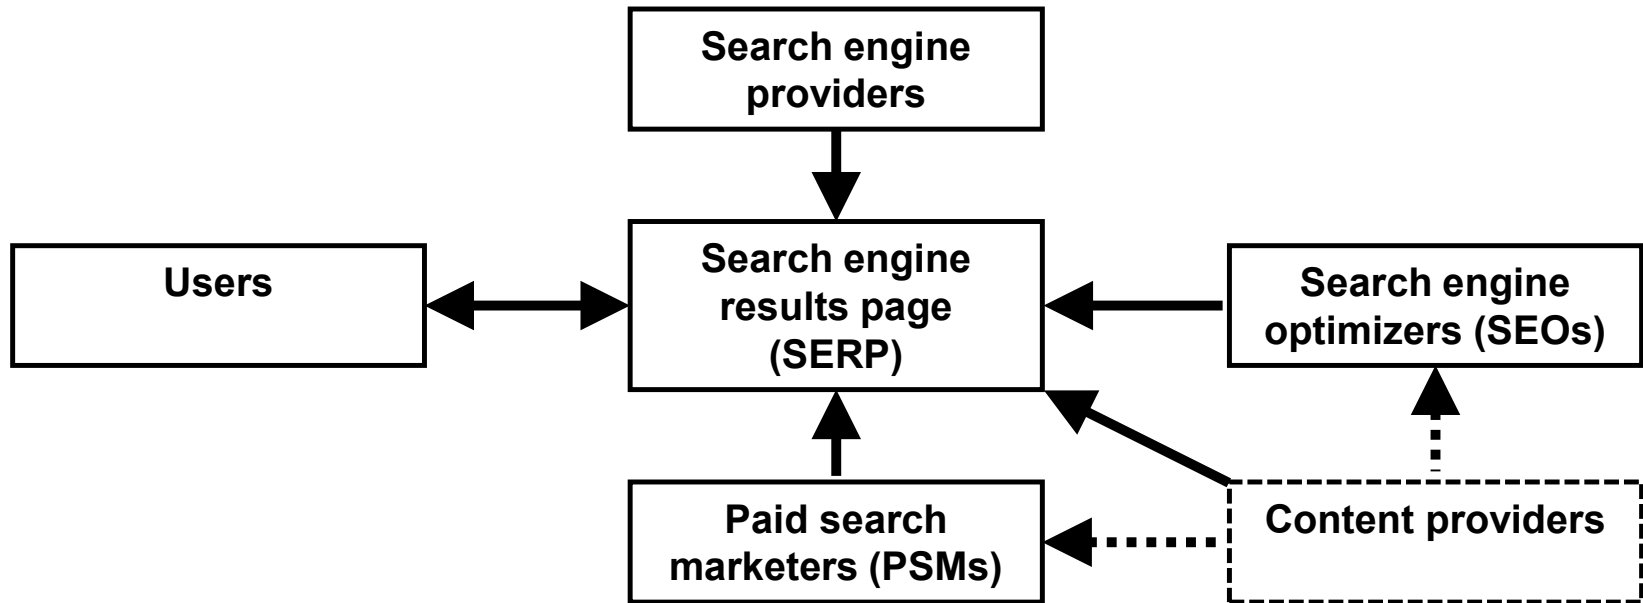 Search engine
providers
Users
Search engine
results page
(SERP)
Search engine
optimizers (SEOs)
Paid search
marketers (PSMs)
Content providers